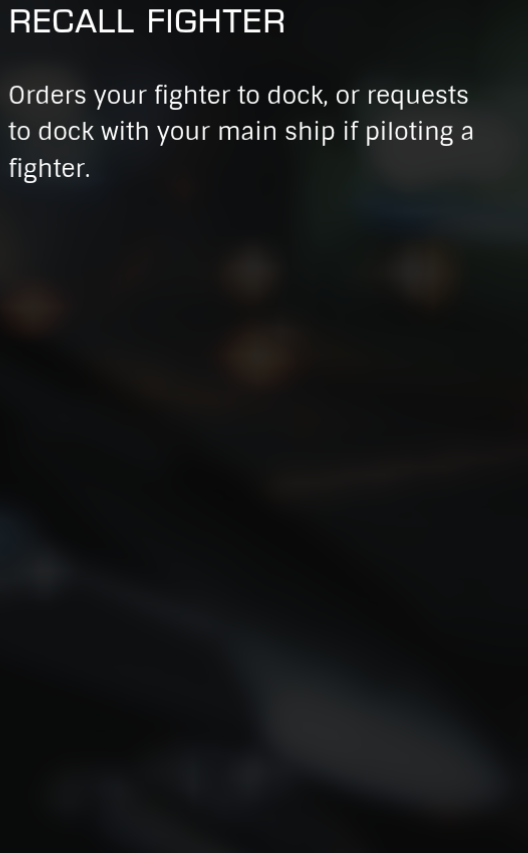 RECALL FIGHTER
Orders your fighter to dock, or requests
to dock with your main ship if piloting a
fighter.